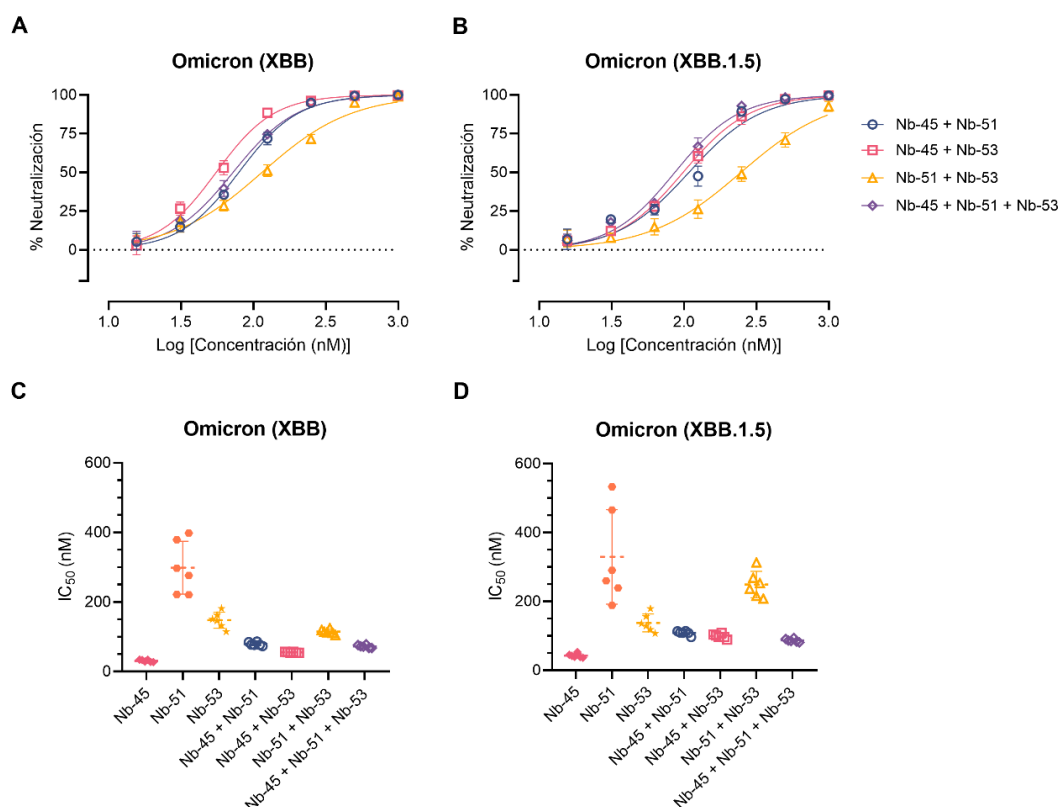 A
Omicron (XBB)
% Neutralización
100
75
50
25
0
1.0 1.5 2.0 2.5 3.0
Log [Concentración (nM)]
B
Omicron (XBB.1.5)
% Neutralización
100
75
50
25
0
1.0 1.5 2.0 2.5 3.0
Log [Concentración (nM)]
Nb-45 + Nb-51
Nb-45 + Nb-53
Nb-51 + Nb-53
Nb-45 + Nb-51 + Nb-53
C
Omicron (XBB)
IC50 (nM)
600
400
200
0
Nb-45
Nb-51
Nb-53
Nb-45 + Nb-51
Nb-45 + Nb-53
Nb-51 + Nb-53
Nb-45 + Nb-51 + Nb-53
D
Omicron (XBB.1.5)
IC50 (nM)
600
400
200
0
Nb-45
Nb-51
Nb-53
Nb-45 + Nb-51
Nb-45 + Nb-53
Nb-51 + Nb-53
Nb-45 + Nb-51 + Nb-53